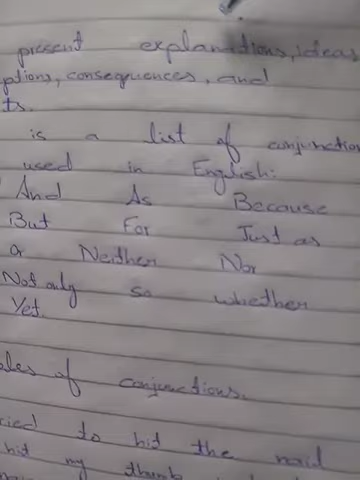 present explanations, ideas
ptions, consequences, and
ts.
is a list of conjunction
used in English:
And As Because
But For Just as
or Neither Nor
Not only so whether
Yet.
ples of conjunctions.
ried to hit the nail
hit my thumb